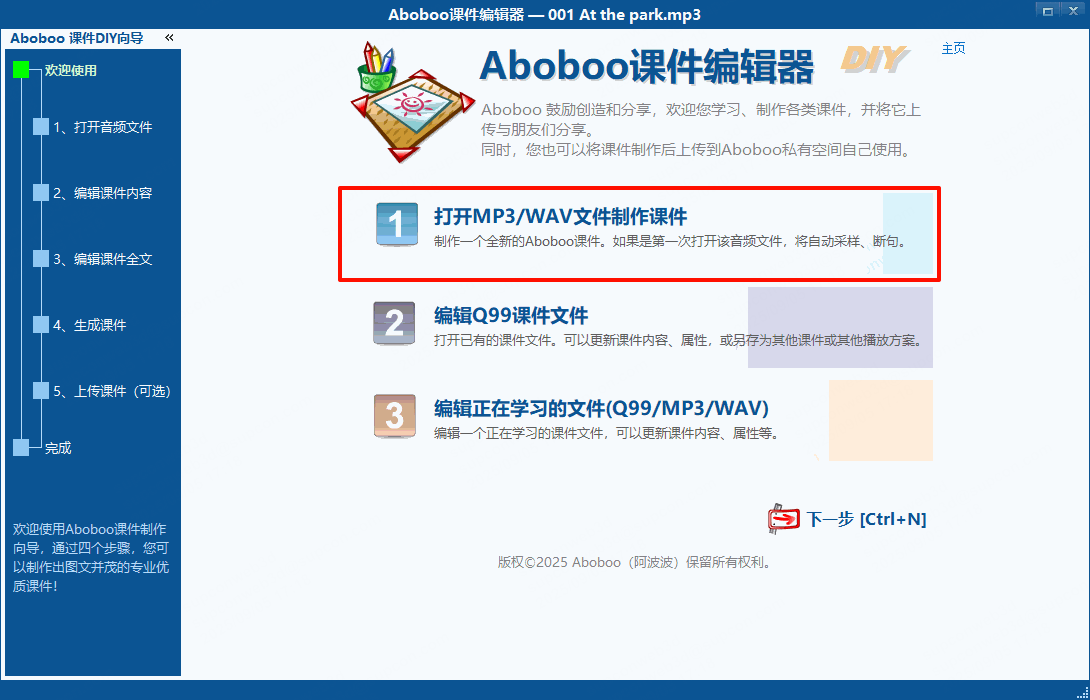 Aboboo课件编辑器 — 001 At the park.mp3
Aboboo 课件DIY向导 «
欢迎使用
1、打开音频文件
2、编辑课件内容
3、编辑课件全文
4、生成课件
5、上传课件（可选）
完成
欢迎使用Aboboo课件制作
向导，通过四个步骤，您可
以制作出图文并茂的专业优
质课件!
Aboboo课件编辑器
DIY
主页
Aboboo 鼓励创造和分享，欢迎您学习、制作各类课件，并将它上
传与朋友们分享。
同时，您也可以将课件制作后上传到Aboboo私有空间自己使用。
1
打开MP3/WAV文件制作课件
制作一个全新的Aboboo课件。如果是第一次打开该音频文件，将自动采样、断句。
2
编辑Q99课件文件
打开已有的课件文件。可以更新课件内容、属性，或另存为其他课件或其他播放方案。
3
编辑正在学习的文件(Q99/MP3/WAV)
编辑一个正在学习的课件文件，可以更新课件内容、属性等。
下一步 [Ctrl+N]
版权©2025 Aboboo（阿波波）保留所有权利。